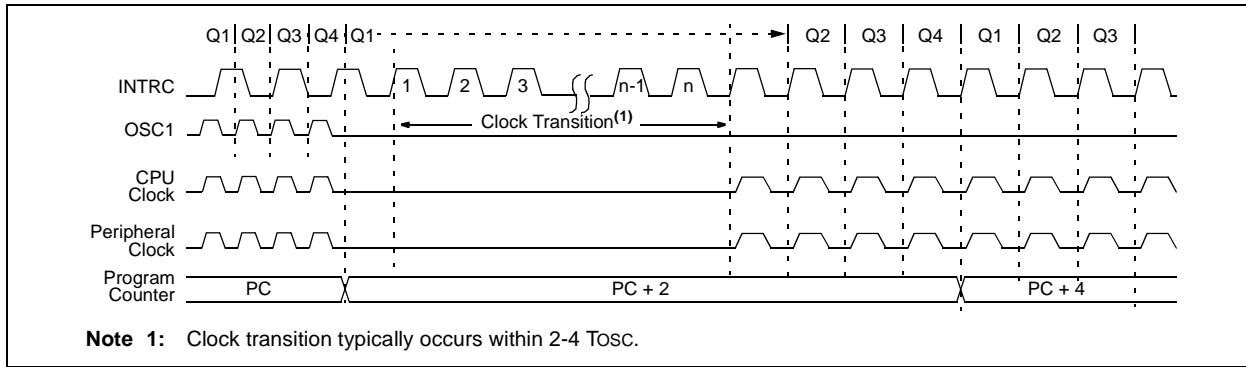 Q1 Q2 Q3 Q4 Q1 Q2 Q3 Q4 Q1 Q2 Q3
INTRC 1 2 3 n-1 n
OSC1 Clock Transition(1)
CPU
Clock
Peripheral
Clock
Program
Counter PC PC + 2 PC + 4
Note 1: Clock transition typically occurs within 2-4 TOSC.